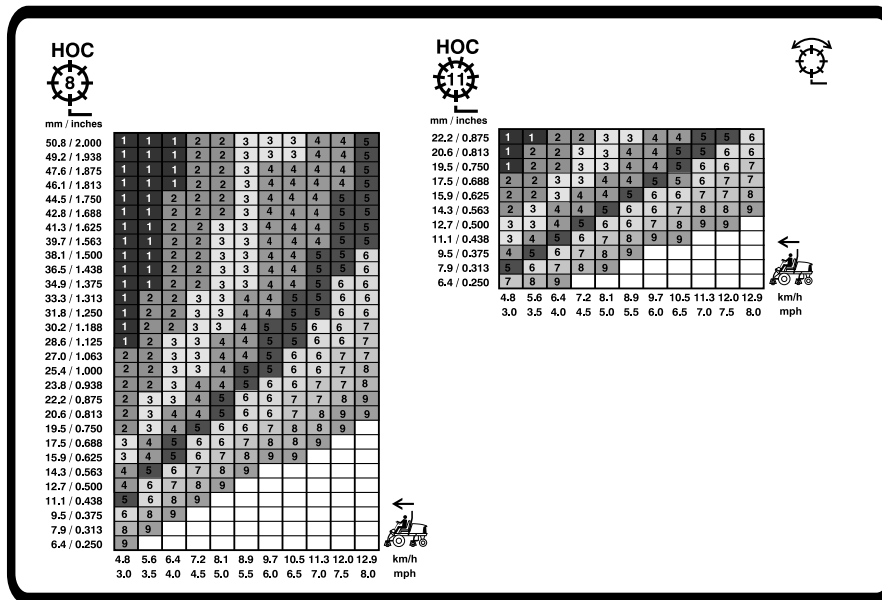 HOC
8
mm / inches
50.8 / 2.000 1 1 1 2 2 3 3 3 4 4 5
49.2 / 1.938 1 1 1 2 2 3 3 3 4 4 5
47.6 / 1.875 1 1 1 2 2 3 4 4 4 4 5
46.1 / 1.813 1 1 1 2 2 3 4 4 4 4 5
44.5 / 1.750 1 1 2 2 2 3 4 4 4 5 5
42.8 / 1.688 1 1 2 2 2 3 4 4 4 5 5
41.3 / 1.625 1 1 2 2 3 3 4 4 4 5 5
39.7 / 1.563 1 1 2 2 3 3 4 4 4 5 5
38.1 / 1.500 1 1 2 2 3 3 4 4 5 5 6
36.5 / 1.438 1 1 2 2 3 3 4 4 5 5 6
34.9 / 1.375 1 1 2 2 3 3 4 4 5 6 6
33.3 / 1.313 1 2 2 3 3 4 4 5 5 6 6
31.8 / 1.250 1 2 2 3 3 4 4 5 5 6 6
30.2 / 1.188 1 2 2 3 3 4 5 5 6 6 7
28.6 / 1.125 1 2 3 3 4 4 5 5 6 6 7
27.0 / 1.063 2 2 3 3 4 4 5 6 6 7 7
25.4 / 1.000 2 2 3 3 4 5 5 6 6 7 8
23.8 / 0.938 2 2 3 4 4 5 6 6 7 7 8
22.2 / 0.875 2 3 3 4 5 6 6 7 7 8 9
20.6 / 0.813 2 3 4 4 5 6 6 7 8 9 9
19.5 / 0.750 2 3 4 5 6 6 7 8 8 9
17.5 / 0.688 3 4 5 6 6 7 8 8 9
15.9 / 0.625 3 4 5 6 7 8 9 9
14.3 / 0.563 4 5 6 7 8 9
12.7 / 0.500 4 6 7 8 9
11.1 / 0.438 5 6 8 9
9.5 / 0.375 6 8 9
7.9 / 0.313 8 9
6.4 / 0.250 9
4.8 5.6 6.4 7.2 8.1 8.9 9.7 10.5 11.3 12.0 12.9 km/h
3.0 3.5 4.0 4.5 5.0 5.5 6.0 6.5 7.0 7.5 8.0 mph
HOC
11
mm / inches
22.2 / 0.875 1 1 2 2 3 3 4 4 5 5 6
20.6 / 0.813 1 2 2 3 3 4 4 5 5 6 6
19.5 / 0.750 1 2 2 3 3 4 4 5 6 6 7
17.5 / 0.688 2 2 3 3 4 4 5 5 6 7 7
15.9 / 0.625 2 2 3 4 4 5 6 6 7 7 8
14.3 / 0.563 2 3 4 4 5 6 6 7 8 8 9
12.7 / 0.500 3 3 4 5 6 6 7 8 9 9
11.1 / 0.438 3 4 5 6 7 8 9 9
9.5 / 0.375 4 5 6 7 8 9
7.9 / 0.313 5 6 7 8 9
6.4 / 0.250 7 8 9
4.8 5.6 6.4 7.2 8.1 8.9 9.7 10.5 11.3 12.0 12.9 km/h
3.0 3.5 4.0 4.5 5.0 5.5 6.0 6.5 7.0 7.5 8.0 mph